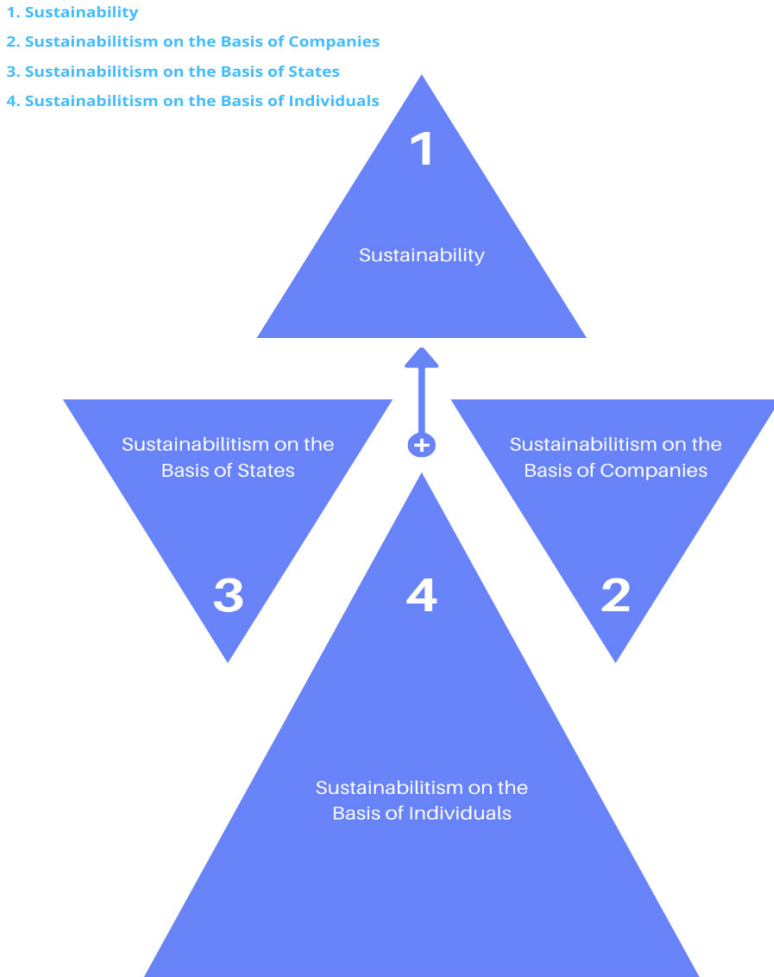 1. Sustainability
2. Sustainabilitism on the Basis of Companies
3. Sustainabilitism on the Basis of States
4. Sustainabilitism on the Basis of Individuals
1
Sustainability
+
Sustainabilitism on the
Basis of States
3
Sustainabilitism on the
Basis of Companies
2
4
Sustainabilitism on the
Basis of Individuals